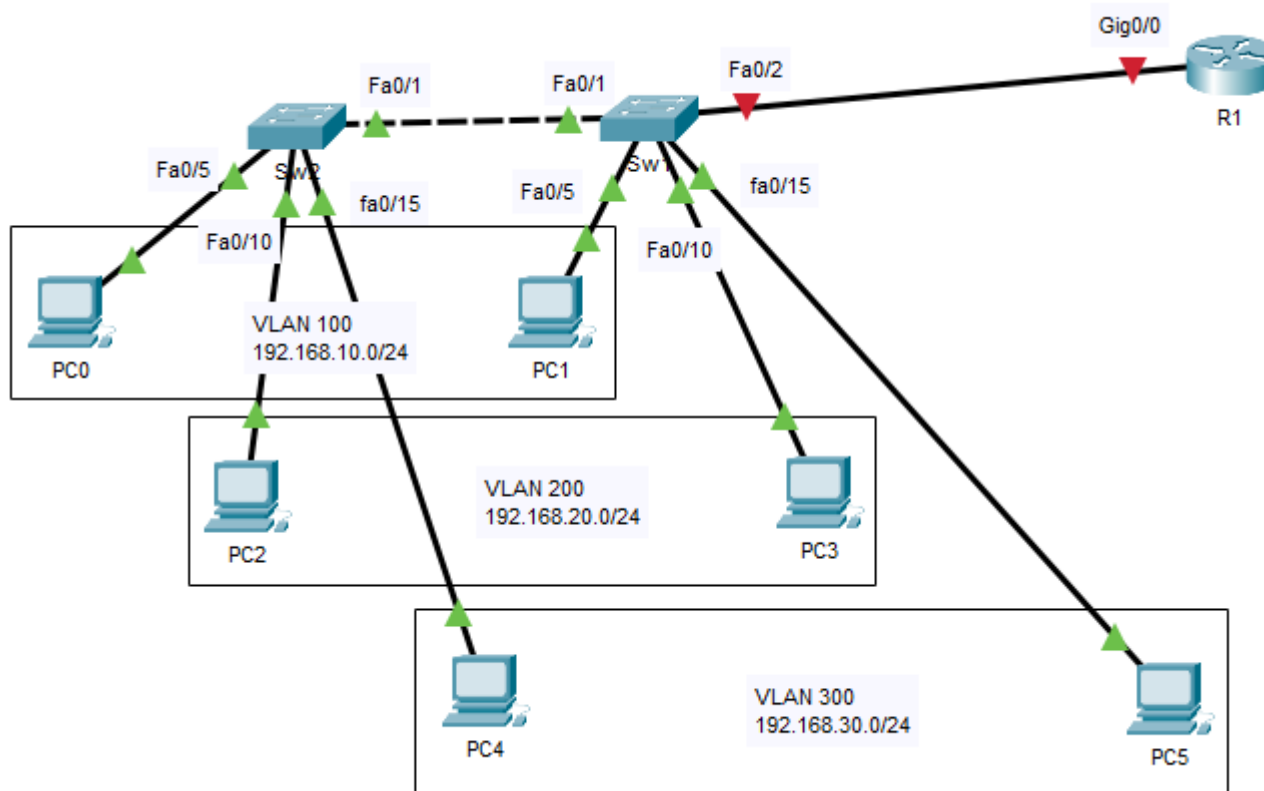 Gig0/0
Fa0/1
Fa0/1
Fa0/2
R1
Sw2
Sw1
Fa0/5
fa0/15
Fa0/5
fa0/15
Fa0/10
Fa0/10
VLAN 100
192.168.10.0/24
PC0
PC1
VLAN 200
192.168.20.0/24
PC2
PC3
VLAN 300
192.168.30.0/24
PC4
PC5